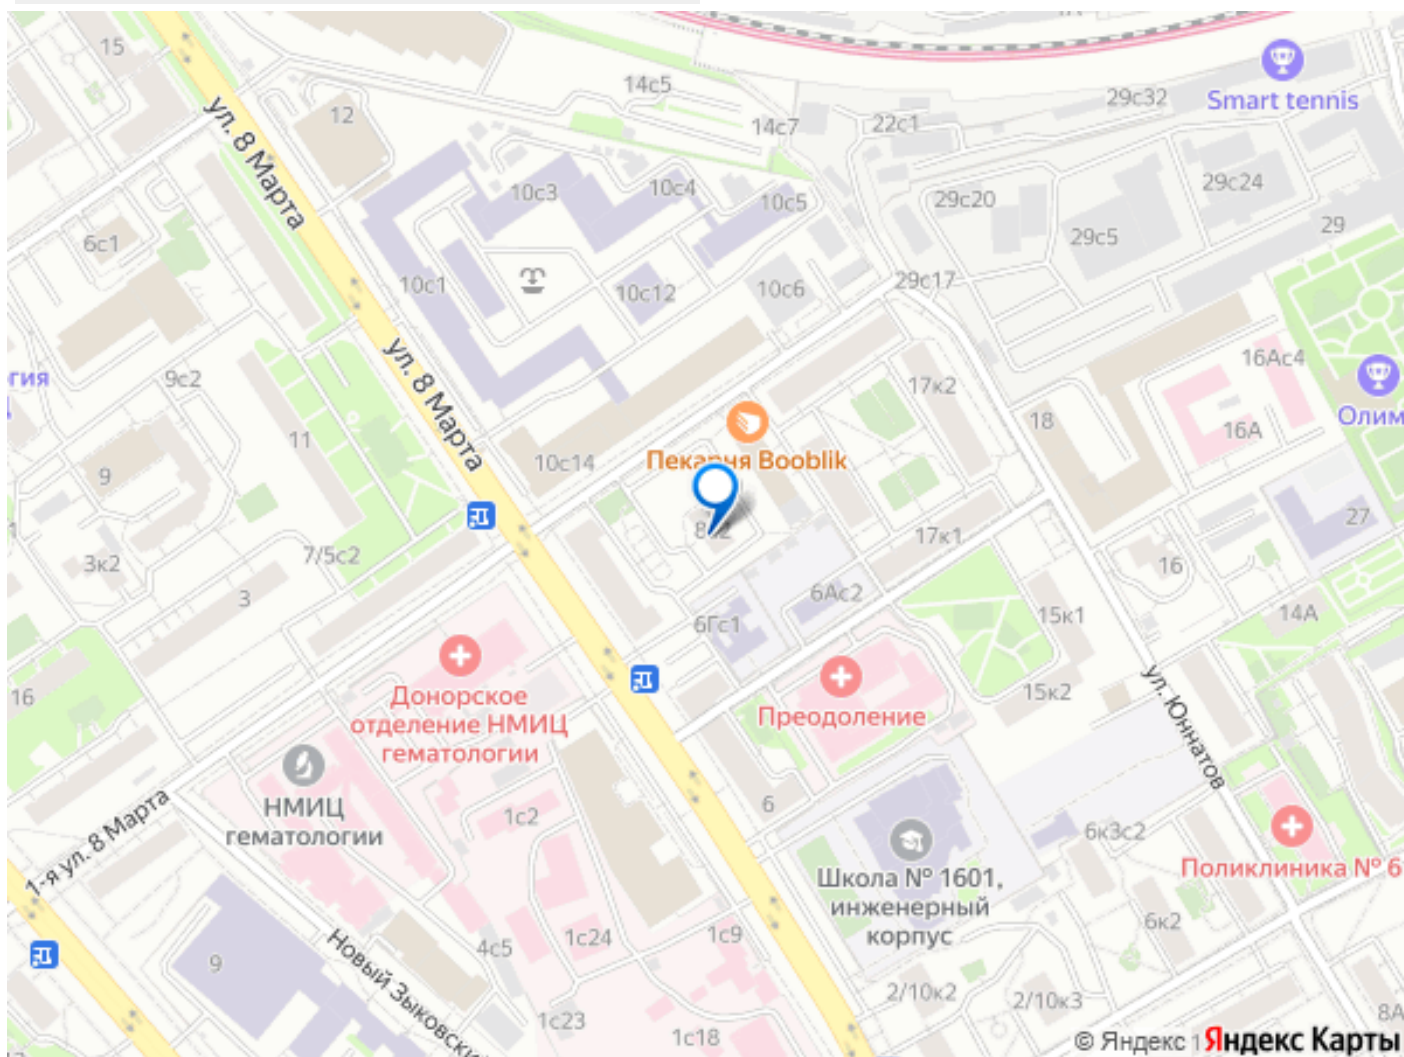 15
14с5
29с32
Smart tennis
12
14с7
22с1
ул. 8 Марта
10с3
10с4
10с5
29с20
29с24
29
6с1
29с5
10с1
10с12
10с6
29с17
ул. 8 Марта
9с2
гия
17к2
16Ас4
Олим
11
18
16А
9
10с14
Пекарня Booblik
27
3к2
7/5с2
17к1
16
3
6Ас2
14А
6Гс1
15к1
16
Донорское
отделение НМИЦ
гематологии
Преодоление
15к2
ул. Юннатов
НМИЦ
гематологии
1с2
6
6к3с2
1-я ул. 8 Марта
Школа № 1601,
инженерный
корпус
Поликлиника № 6
9
4с5
1с24
1с9
6к2
Новый Зыковский
2/10к2
2/10к3
8А
1с23
1с18
© Яндекс
Яндекс Карты